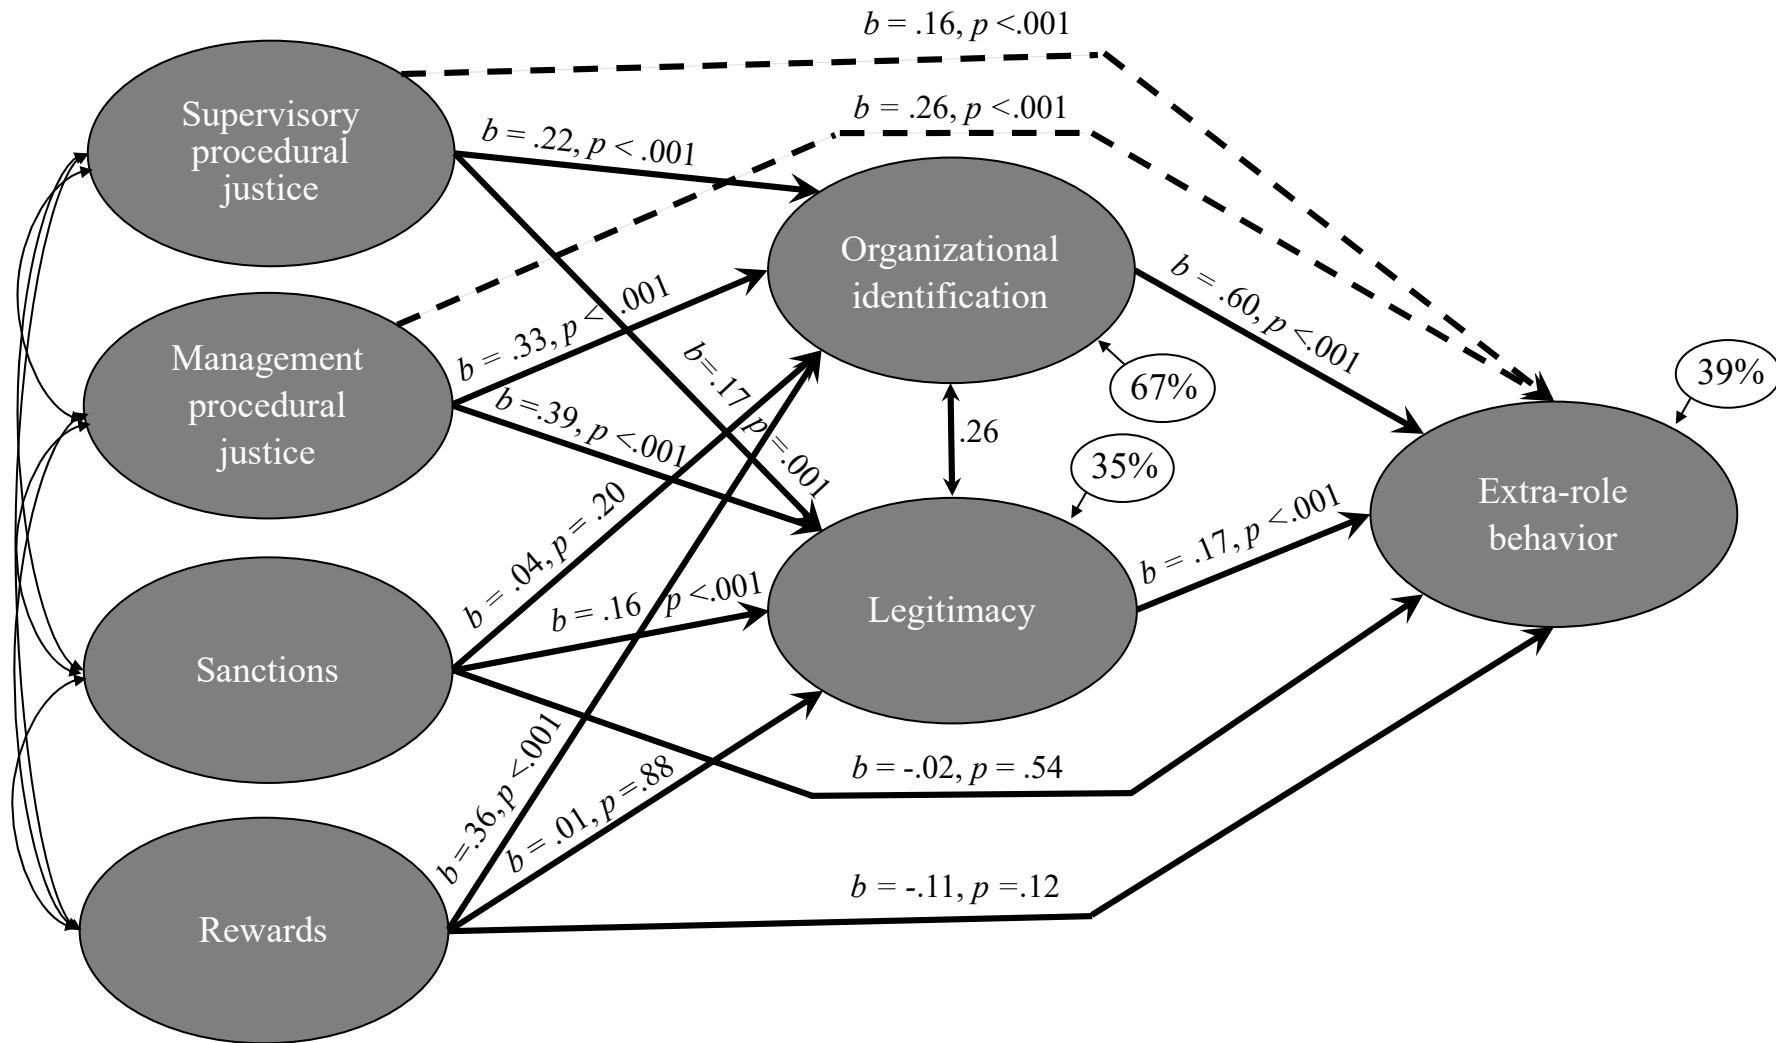 b = .16, p <.001
b = .26, p <.001
Supervisory
procedural
justice
b = .22, p < .001
Organizational
identification
b = .60, p <.001
Management
procedural
justice
b = .33, p < .001
b=.17, p =.001
b =.39, p <.001
67%
39%
.26
35%
Extra-role
behavior
b = .04, p = .20
b = .16 p <.001
Legitimacy
b = .17, p <.001
Sanctions
b = -.02, p = .54
b =.36, p <.001
b = .01, p =.88
b = -.11, p =.12
Rewards